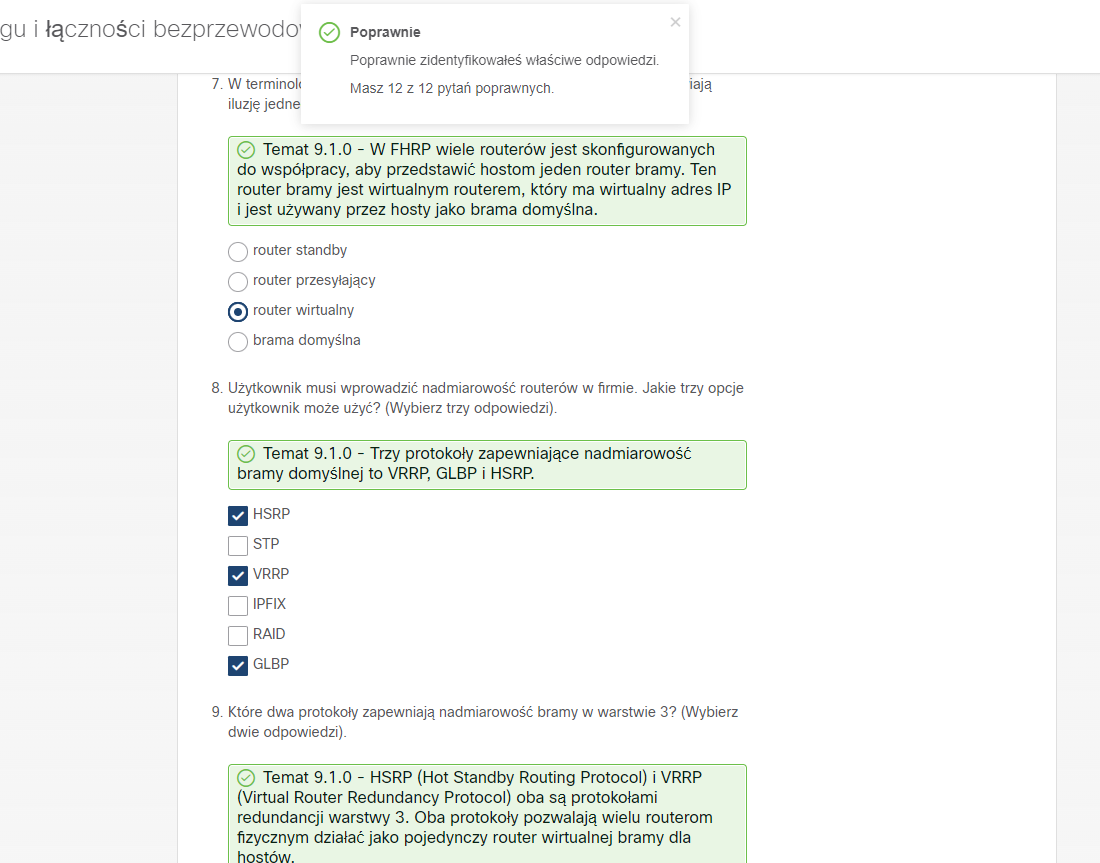 gu i łączności bezprzewodo
Poprawnie
Poprawnie zidentyfikowałeś właściwe odpowiedzi.
Masz 12 z 12 pytań poprawnych.
7. W terminolo
iają
iluzję jedne
Temat 9.1.0 - W FHRP wiele routerów jest skonfigurowanych
do współpracy, aby przedstawić hostom jeden router bramy. Ten
router bramy jest wirtualnym routerem, który ma wirtualny adres IP
i jest używany przez hosty jako brama domyślna.
router standby
router przesyłający
router wirtualny
brama domyślna
8. Użytkownik musi wprowadzić nadmiarowość routerów w firmie. Jakie trzy opcje
użytkownik może użyć? (Wybierz trzy odpowiedzi).
Temat 9.1.0 - Trzy protokoły zapewniające nadmiarowość
bramy domyślnej to VRRP, GLBP i HSRP.
HSRP
STP
VRRP
IPFIX
RAID
GLBP
9. Które dwa protokoły zapewniają nadmiarowość bramy w warstwie 3? (Wybierz
dwie odpowiedzi).
Temat 9.1.0 - HSRP (Hot Standby Routing Protocol) i VRRP
(Virtual Router Redundancy Protocol) oba są protokołami
redundancji warstwy 3. Oba protokoły pozwalają wielu routerom
fizycznym działać jako pojedynczy router wirtualnej bramy dla
hostów.